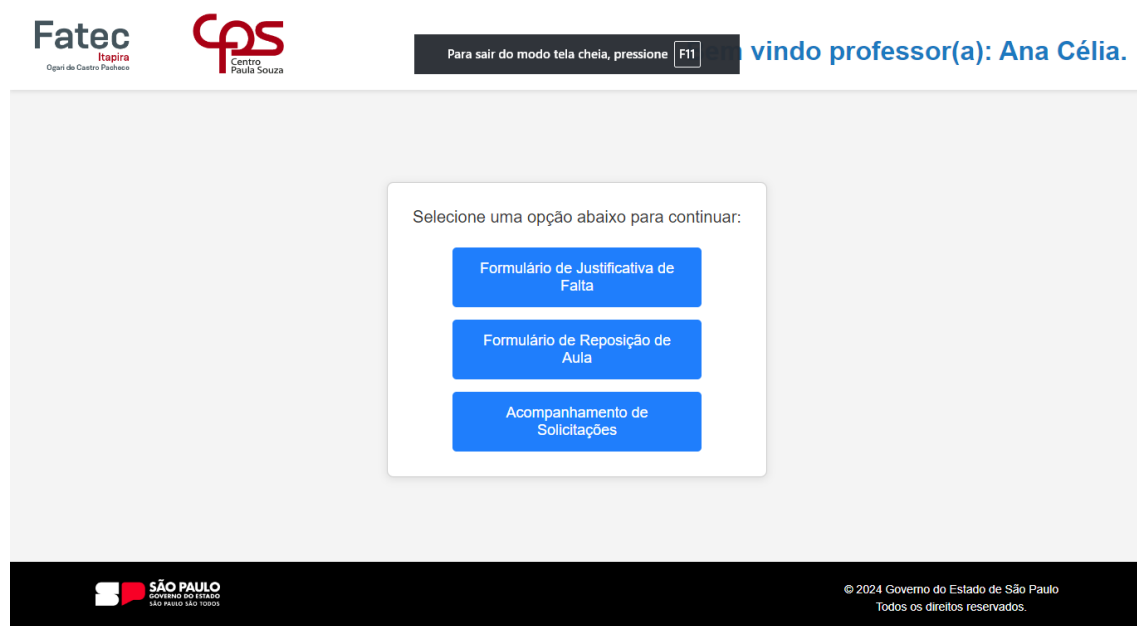 Fatec
Itapira
Ogari de Castro Pacheco
CPS
Centro
Paula Souza
Para sair do modo tela cheia, pressione F11
em vindo professor(a): Ana Célia.
Selecione uma opção abaixo para continuar:
Formulário de Justificativa de
Falta
Formulário de Reposição de
Aula
Acompanhamento de
Solicitações
SÃO PAULO
GOVERNO DO ESTADO
SÃO PAULO SÃO TODOS
© 2024 Governo do Estado de São Paulo
Todos os direitos reservados.